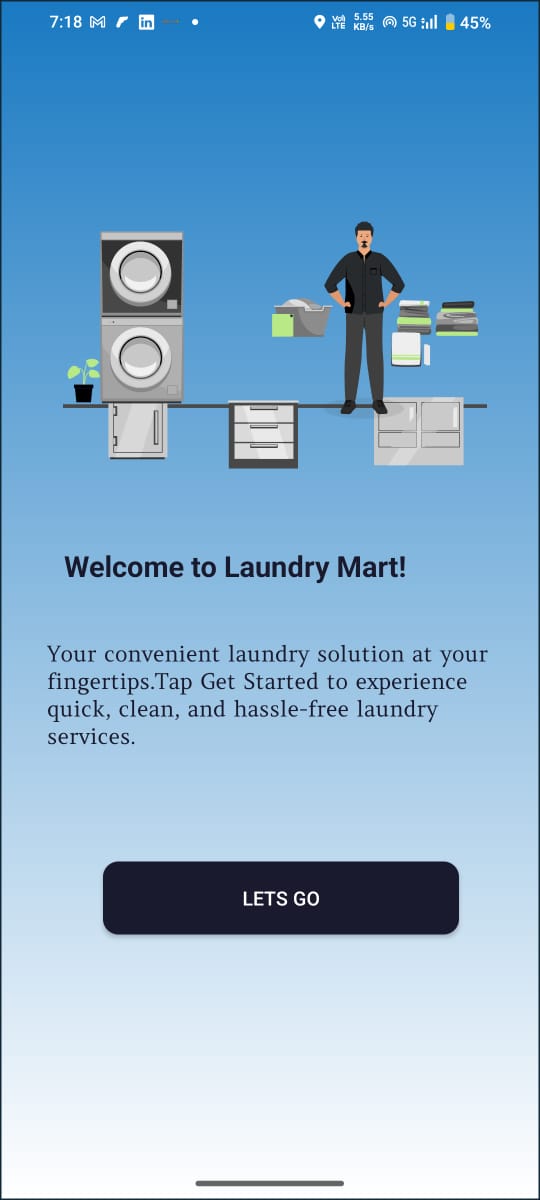 7:18
Vo)) LTE 5.55 KB/s 5G 45%
Welcome to Laundry Mart!
Your convenient laundry solution at your
fingertips.Tap Get Started to experience
quick, clean, and hassle-free laundry
services.
LETS GO